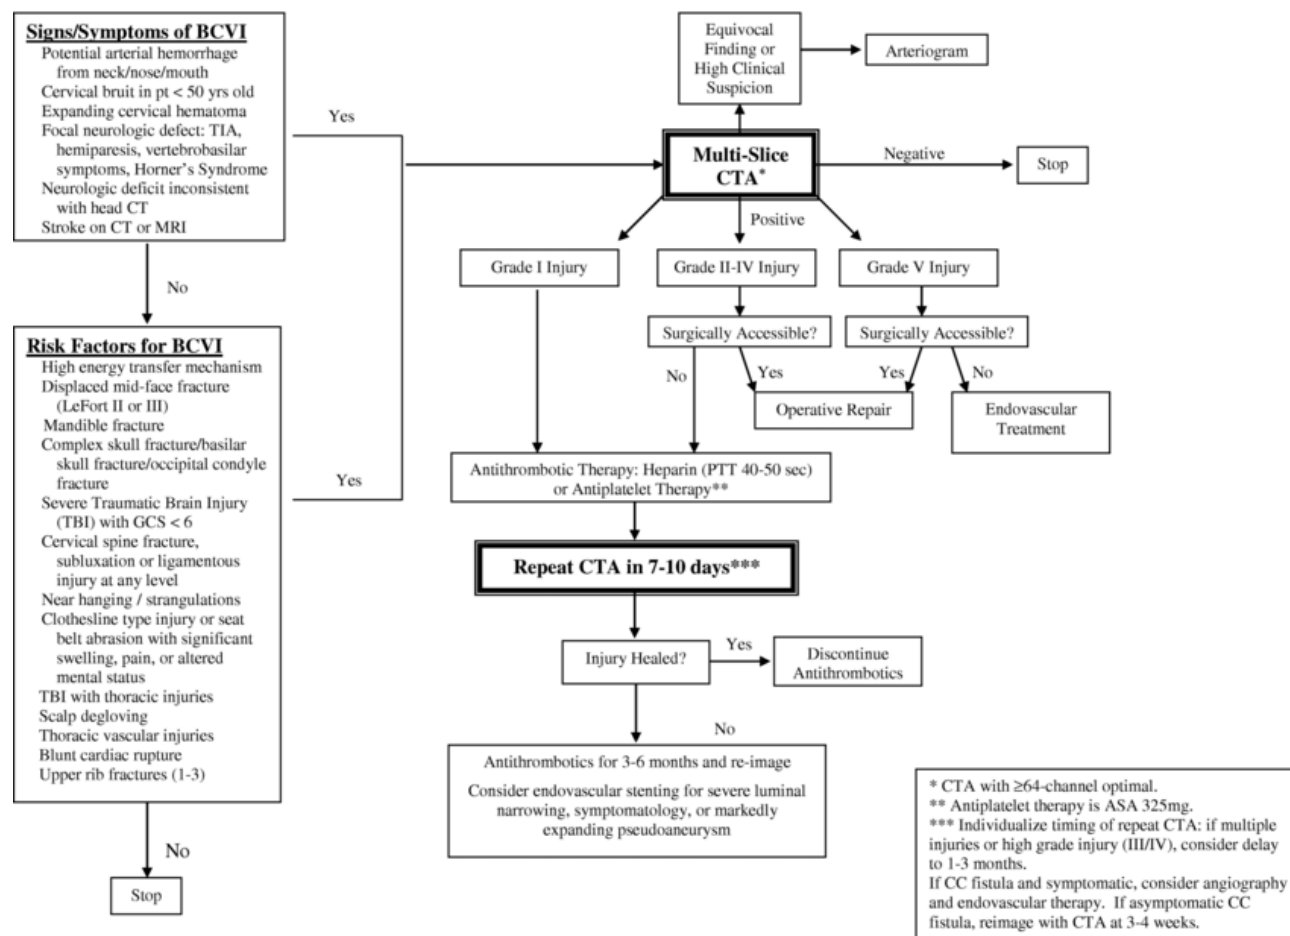 Signs/Symptoms of BCVI
Potential arterial hemorrhage
from neck/nose/mouth
Cervical bruit in pt < 50 yrs old
Expanding cervical hematoma
Focal neurologic defect: TIA,
hemiparesis, vertebrobasilar
symptoms, Horner's Syndrome
Neurologic deficit inconsistent
with head CT
Stroke on CT or MRI
No
Yes
Risk Factors for BCVI
High energy transfer mechanism
Displaced mid-face fracture
(LeFort II or III)
Mandible fracture
Complex skull fracture/basilar
skull fracture/occipital condyle
fracture
Severe Traumatic Brain Injury
(TBI) with GCS < 6
Cervical spine fracture,
subluxation or ligamentous
injury at any level
Near hanging / strangulations
Clothesline type injury or seat
belt abrasion with significant
swelling, pain, or altered
mental status
TBI with thoracic injuries
Scalp degloving
Thoracic vascular injuries
Blunt cardiac rupture
Upper rib fractures (1-3)
Yes
No
Stop
Equivocal
Finding or
High Clinical
Suspicion
Arteriogram
Multi-Slice
CTA*
Negative
Stop
Positive
Grade I Injury
Grade II-IV Injury
Grade V Injury
Surgically Accessible?
Surgically Accessible?
No
Yes
Yes
No
Operative Repair
Endovascular
Treatment
Antithrombotic Therapy: Heparin (PTT 40-50 sec)
or Antiplatelet Therapy**
Repeat CTA in 7-10 days***
Injury Healed?
Yes
Discontinue
Antithrombotics
No
Antithrombotics for 3-6 months and re-image
Consider endovascular stenting for severe luminal
narrowing, symptomatology, or markedly
expanding pseudoaneurysm
* CTA with ≥64-channel optimal.
** Antiplatelet therapy is ASA 325mg.
*** Individualize timing of repeat CTA: if multiple
injuries or high grade injury (III/IV), consider delay
to 1-3 months.
If CC fistula and symptomatic, consider angiography
and endovascular therapy. If asymptomatic CC
fistula, reimage with CTA at 3-4 weeks.